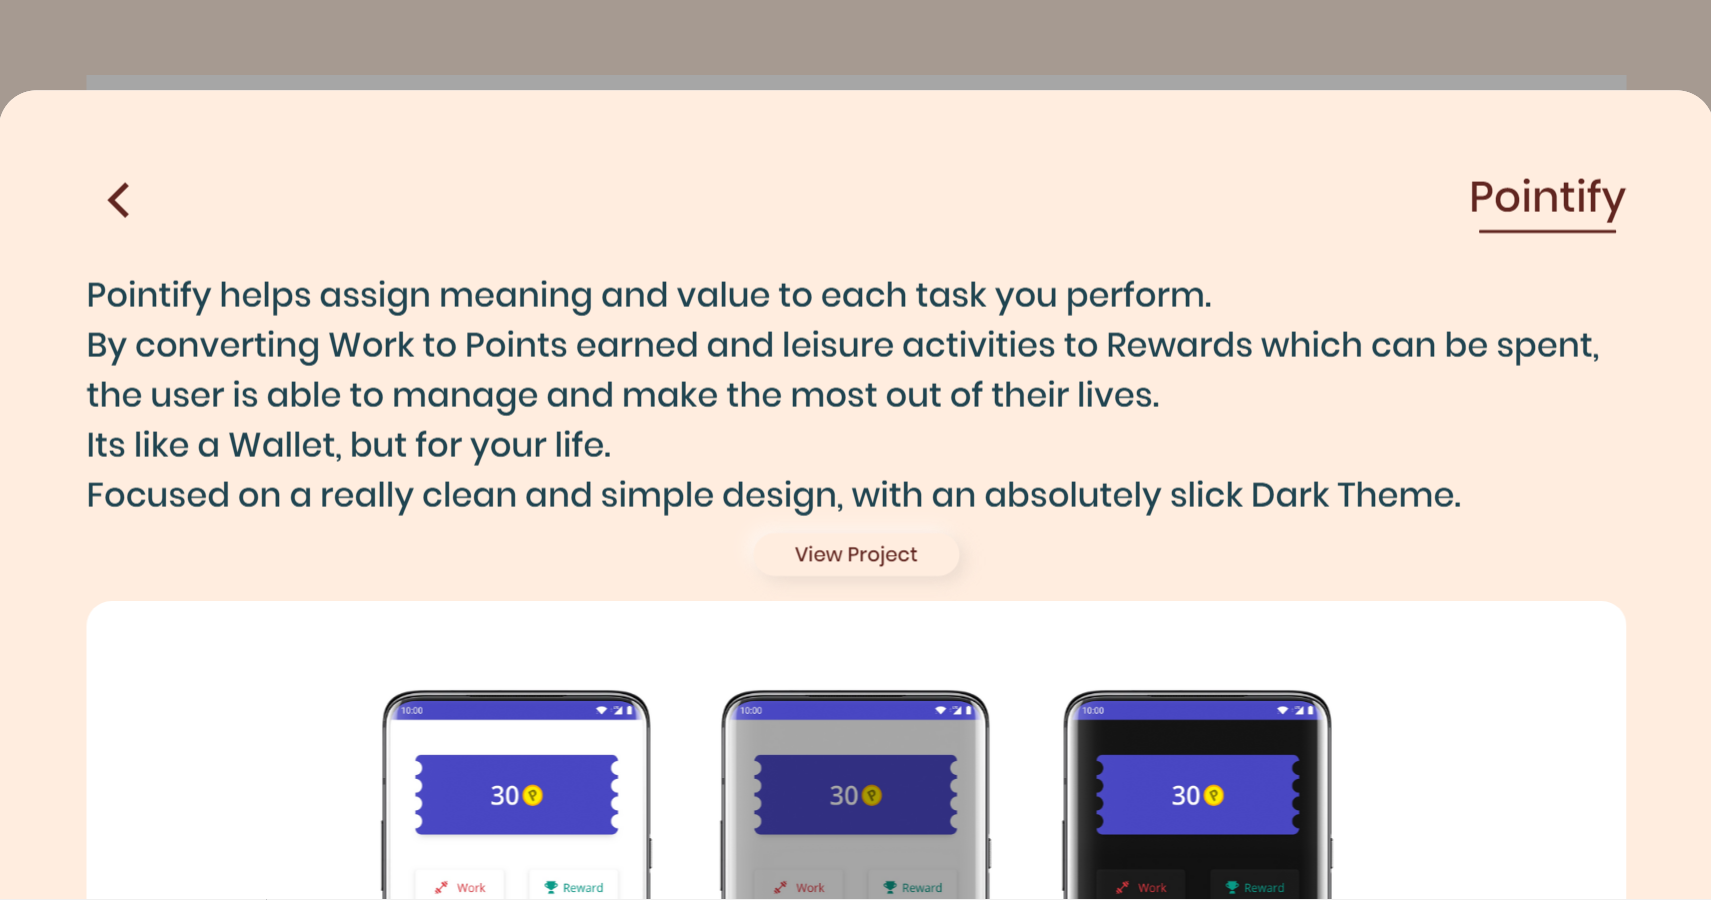 Pointify
Pointify helps assign meaning and value to each task you perform.
By converting Work to Points earned and leisure activities to Rewards which can be spent,
the user is able to manage and make the most out of their lives.
Its like a Wallet, but for your life.
Focused on a really clean and simple design, with an absolutely slick Dark Theme.
View Project
10:00 10:00 10:00
30 P 30 P 30 P
Work Reward Work Reward Work Reward